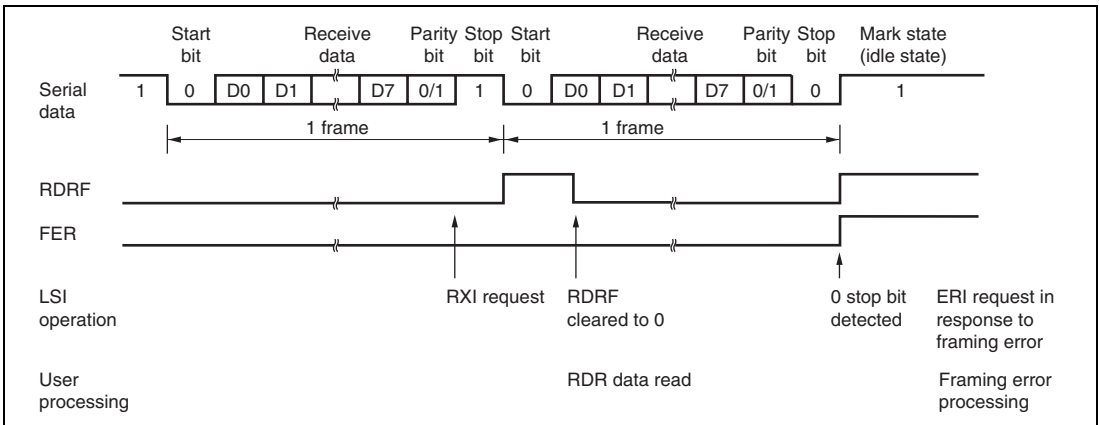 Start bit
Receive data
Parity bit
Stop bit
Start bit
Receive data
Parity bit
Stop bit
Mark state (idle state)
Serial data
1 0 D0 D1 D7 0/1 1 0 D0 D1 D7 0/1 0 1
1 frame
1 frame
RDRF
FER
LSI operation
RXI request
RDRF cleared to 0
0 stop bit detected
ERI request in response to framing error
User processing
RDR data read
Framing error processing